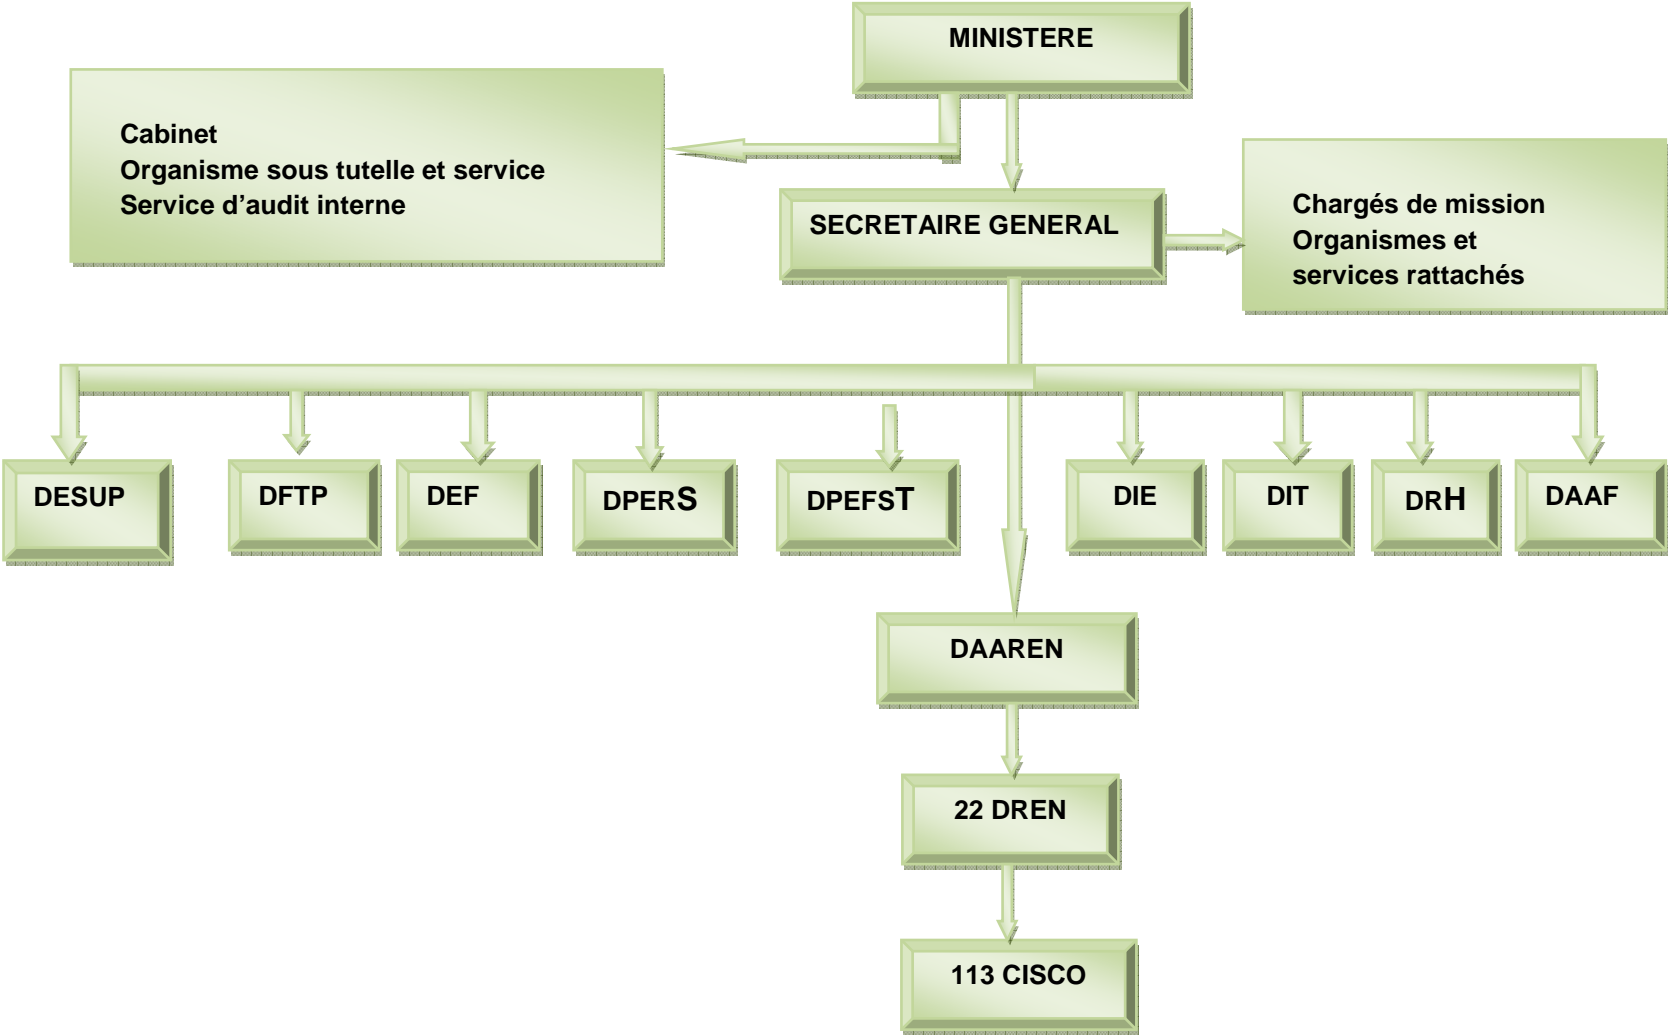 MINISTERE
Cabinet
Organisme sous tutelle et service
Service d'audit interne
SECRETAIRE GENERAL
Chargés de mission
Organismes et
services rattachés
DESUP
DFTP
DEF
DPERS
DPEFST
DIE
DIT
DRH
DAAF
DAAREN
22 DREN
113 CISCO